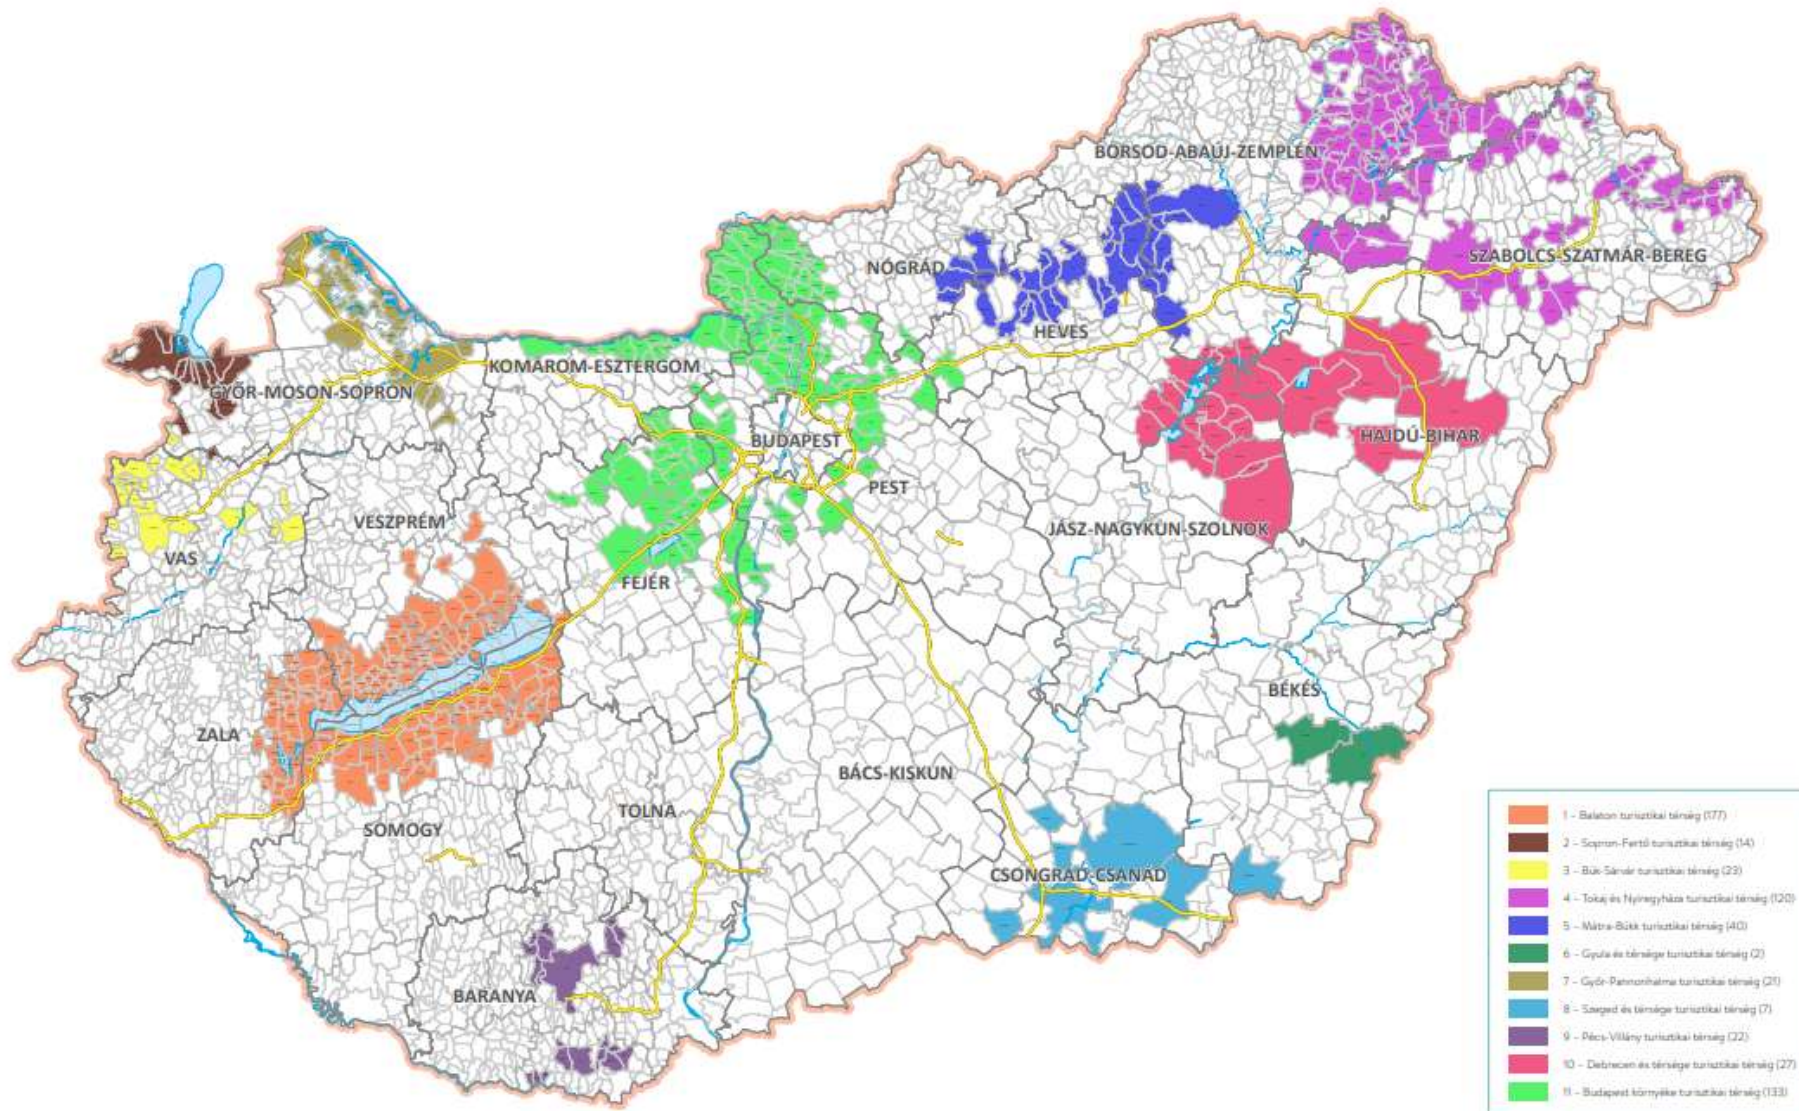 BORSOD-ABAÚJ-ZEMPLÉN
SZABOLCS-SZATMÁR-BEREG
NÓGRÁD
HEVES
KOMÁROM-ESZTERGOM
GYŐR-MOSON-SOPRON
BUDAPEST
HAJDÚ-BIHAR
PEST
VESZPRÉM
JÁSZ-NAGYKUN-SZOLNOK
VAS
FEJÉR
BÉKÉS
ZALA
BÁCS-KISKUN
TOLNA
SOMOGY
CSONGRÁD-CSANÁD
BARANYA
1 - Balaton turisztikai térség (177)
2 - Sopron-Fertő turisztikai térség (14)
3 - Bük-Sárvár turisztikai térség (23)
4 - Tokaj és Nyíregyháza turisztikai térség (120)
5 - Mátra-Bükk turisztikai térség (40)
6 - Gyula és térsége turisztikai térség (2)
7 - Győr-Pannonhalma turisztikai térség (21)
8 - Szeged és térsége turisztikai térség (7)
9 - Pécs-Villány turisztikai térség (22)
10 - Debrecen és térsége turisztikai térség (27)
11 - Budapest környéke turisztikai térség (133)